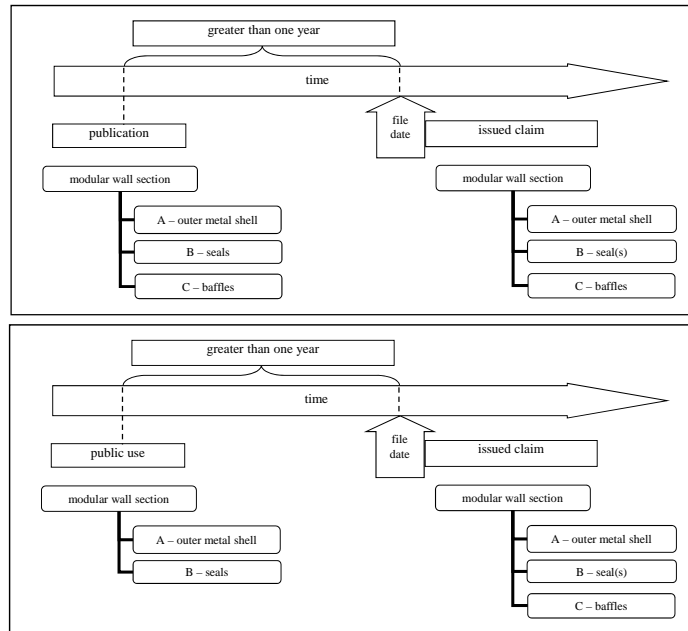 greater than one year
time
publication
file
date
issued claim
modular wall section
A – outer metal shell
B – seals
C – baffles
modular wall section
A – outer metal shell
B – seal(s)
C – baffles
greater than one year
time
public use
file
date
issued claim
modular wall section
A – outer metal shell
B – seals
modular wall section
A – outer metal shell
B – seal(s)
C – baffles